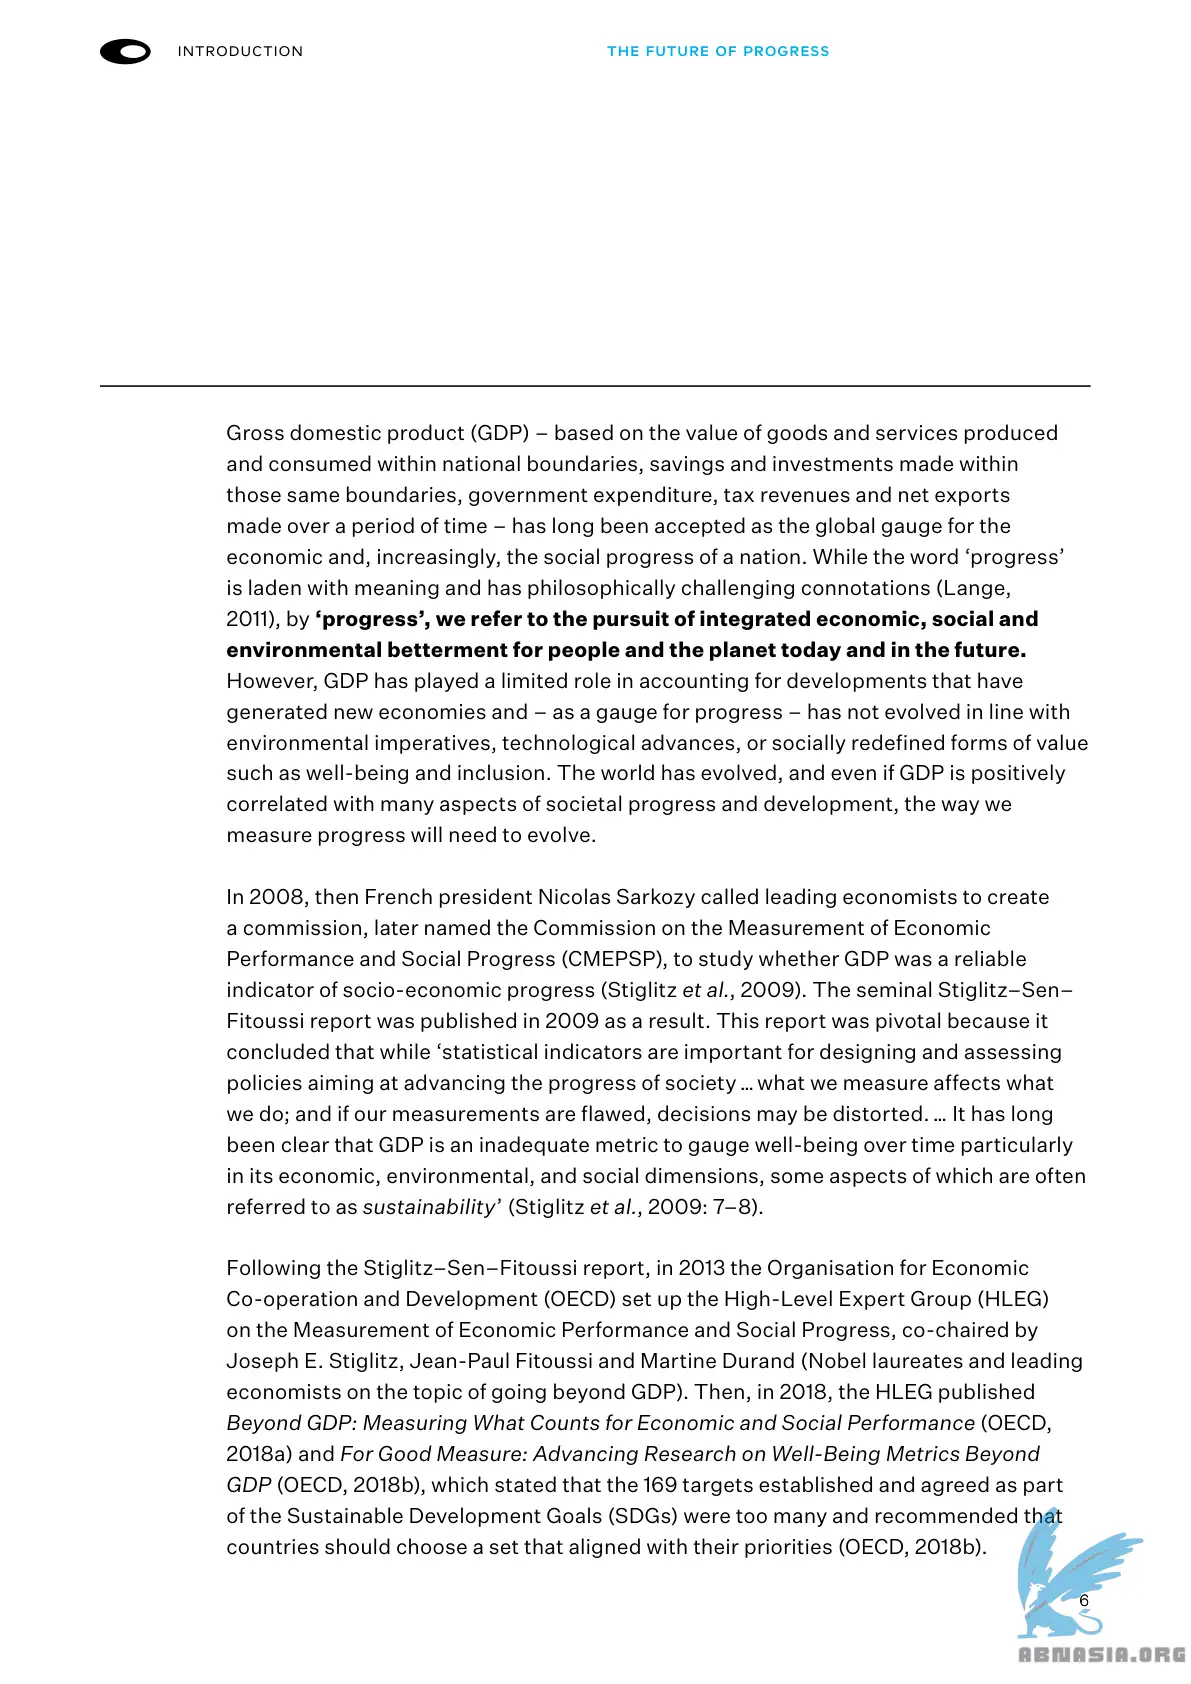 INTRODUCTION
THE FUTURE OF PROGRESS
Gross domestic product (GDP) – based on the value of goods and services produced
and consumed within national boundaries, savings and investments made within
those same boundaries, government expenditure, tax revenues and net exports
made over a period of time – has long been accepted as the global gauge for the
economic and, increasingly, the social progress of a nation. While the word ‘progress’
is laden with meaning and has philosophically challenging connotations (Lange,
2011), by ‘progress’, we refer to the pursuit of integrated economic, social and
environmental betterment for people and the planet today and in the future.
However, GDP has played a limited role in accounting for developments that have
generated new economies and – as a gauge for progress – has not evolved in line with
environmental imperatives, technological advances, or socially redefined forms of value
such as well-being and inclusion. The world has evolved, and even if GDP is positively
correlated with many aspects of societal progress and development, the way we
measure progress will need to evolve.
In 2008, then French president Nicolas Sarkozy called leading economists to create
a commission, later named the Commission on the Measurement of Economic
Performance and Social Progress (CMEPSP), to study whether GDP was a reliable
indicator of socio-economic progress (Stiglitz et al., 2009). The seminal Stiglitz–Sen–
Fitoussi report was published in 2009 as a result. This report was pivotal because it
concluded that while ‘statistical indicators are important for designing and assessing
policies aiming at advancing the progress of society … what we measure affects what
we do; and if our measurements are flawed, decisions may be distorted. … It has long
been clear that GDP is an inadequate metric to gauge well-being over time particularly
in its economic, environmental, and social dimensions, some aspects of which are often
referred to as sustainability’ (Stiglitz et al., 2009: 7–8).
Following the Stiglitz–Sen–Fitoussi report, in 2013 the Organisation for Economic
Co-operation and Development (OECD) set up the High-Level Expert Group (HLEG)
on the Measurement of Economic Performance and Social Progress, co-chaired by
Joseph E. Stiglitz, Jean-Paul Fitoussi and Martine Durand (Nobel laureates and leading
economists on the topic of going beyond GDP). Then, in 2018, the HLEG published
Beyond GDP: Measuring What Counts for Economic and Social Performance (OECD,
2018a) and For Good Measure: Advancing Research on Well-Being Metrics Beyond
GDP (OECD, 2018b), which stated that the 169 targets established and agreed as part
of the Sustainable Development Goals (SDGs) were too many and recommended that
countries should choose a set that aligned with their priorities (OECD, 2018b).
6
ABNASIA.ORG